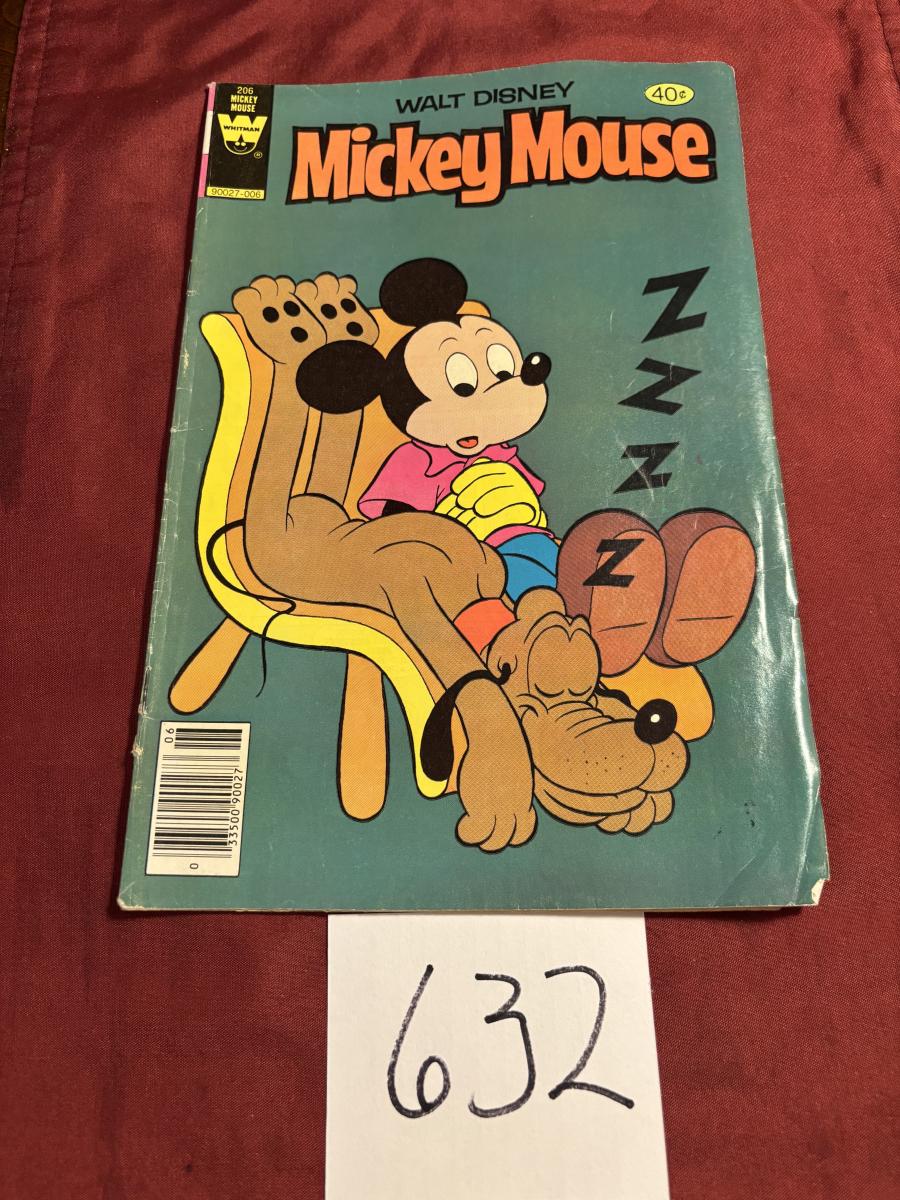 206
MICKEY
MOUSE
W
WHITMAN
®
90027-006
WALT DISNEY
40¢
Mickey Mouse
Z
Z
Z
Z
06
33500 90027
0
632